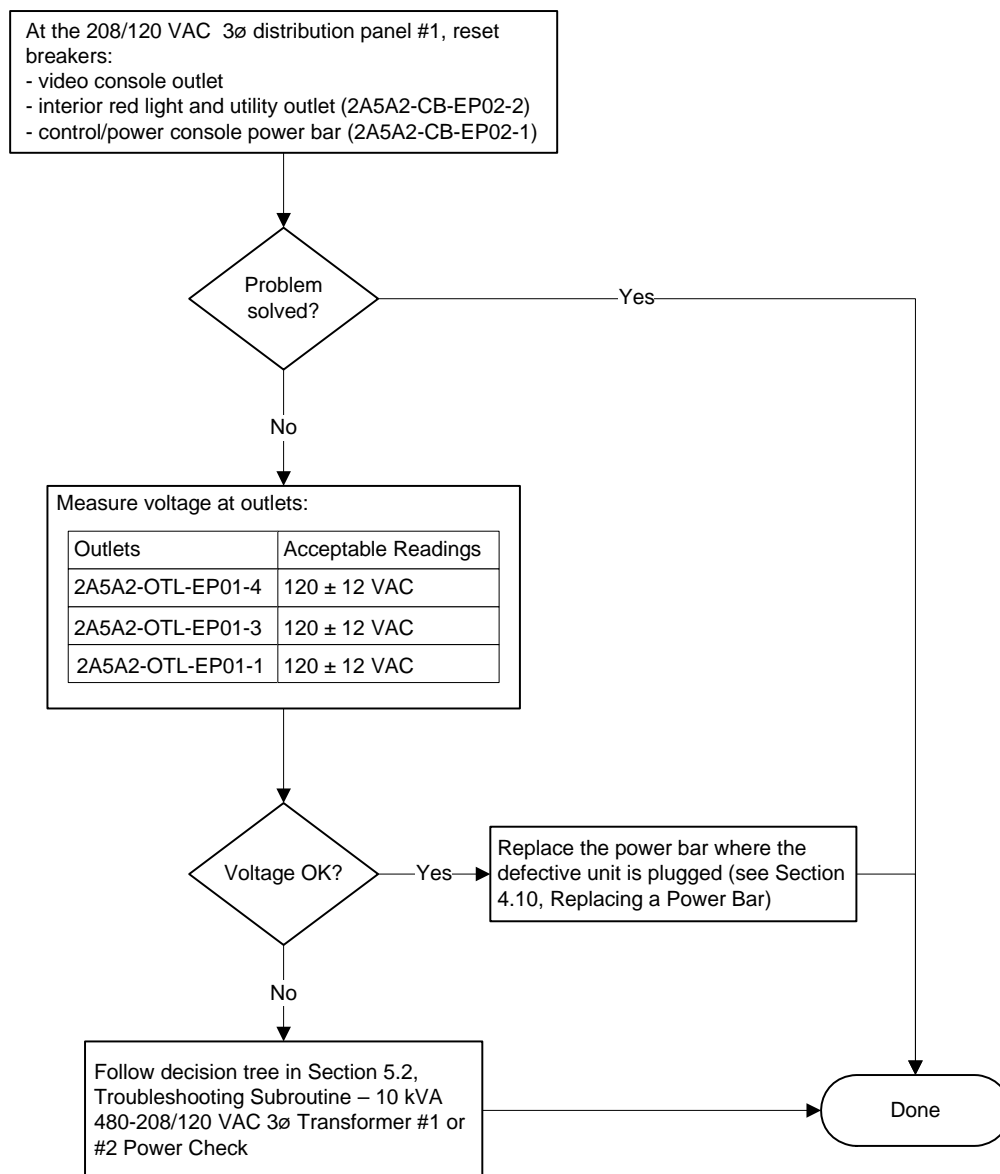 At the 208/120 VAC 3ø distribution panel #1, reset
breakers:
- video console outlet
- interior red light and utility outlet (2A5A2-CB-EP02-2)
- control/power console power bar (2A5A2-CB-EP02-1)
Problem
solved?
Yes
No
Measure voltage at outlets:
Outlets Acceptable Readings
2A5A2-OTL-EP01-4 120 ± 12 VAC
2A5A2-OTL-EP01-3 120 ± 12 VAC
2A5A2-OTL-EP01-1 120 ± 12 VAC
Voltage OK?
Yes
Replace the power bar where the
defective unit is plugged (see Section
4.10, Replacing a Power Bar)
No
Follow decision tree in Section 5.2,
Troubleshooting Subroutine – 10 kVA
480-208/120 VAC 3ø Transformer #1 or
#2 Power Check
Done